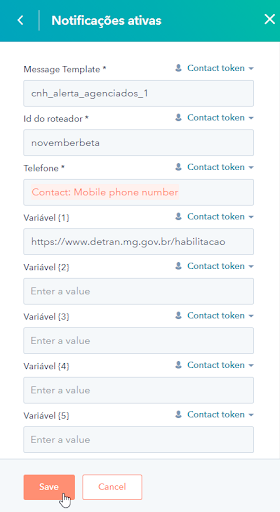 Notificações ativas
Message Template * Contact token
cnh_alerta_agenciados_1
Id do roteador * Contact token
novemberbeta
Telefone * Contact token
Contact: Mobile phone number
Variável {1} Contact token
https://www.detran.mg.gov.br/habilitacao
Variável {2} Contact token
Enter a value
Variável {3} Contact token
Enter a value
Variável {4} Contact token
Enter a value
Variável {5} Contact token
Enter a value
Save Cancel